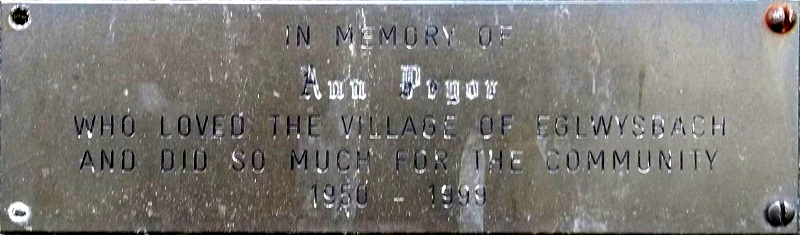 IN MEMORY OF
Ann Pryor
WHO LOVED THE VILLAGE OF EGLWYSBACH
AND DID SO MUCH FOR THE COMMUNITY
1950 - 1999